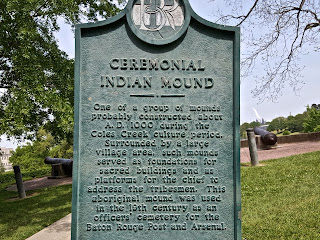 CEREMONIAL
INDIAN MOUND
One of a group of mounds
probably constructed about
A.D. 1000 during the
Coles Creek culture period.
Surrounded by a large
village area, such mounds
served as foundations for
sacred buildings and as
platforms for the chief to
address the tribesmen. This
aboriginal mound was used
in the 19th century as an
officers' cemetery for the
Baton Rouge Post and Arsenal.